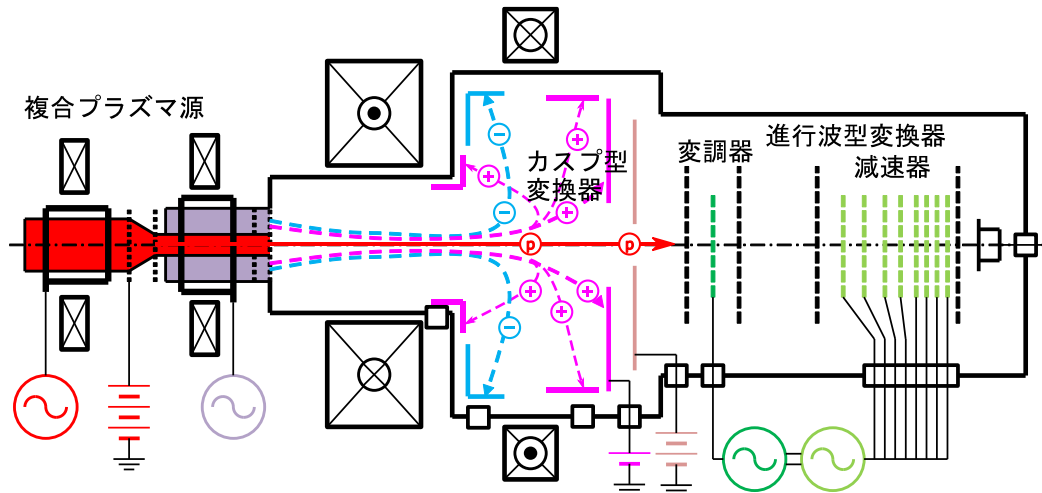 複合プラズマ源
カスプ型
変換器
変調器
進行波型変換器
減速器
p
p